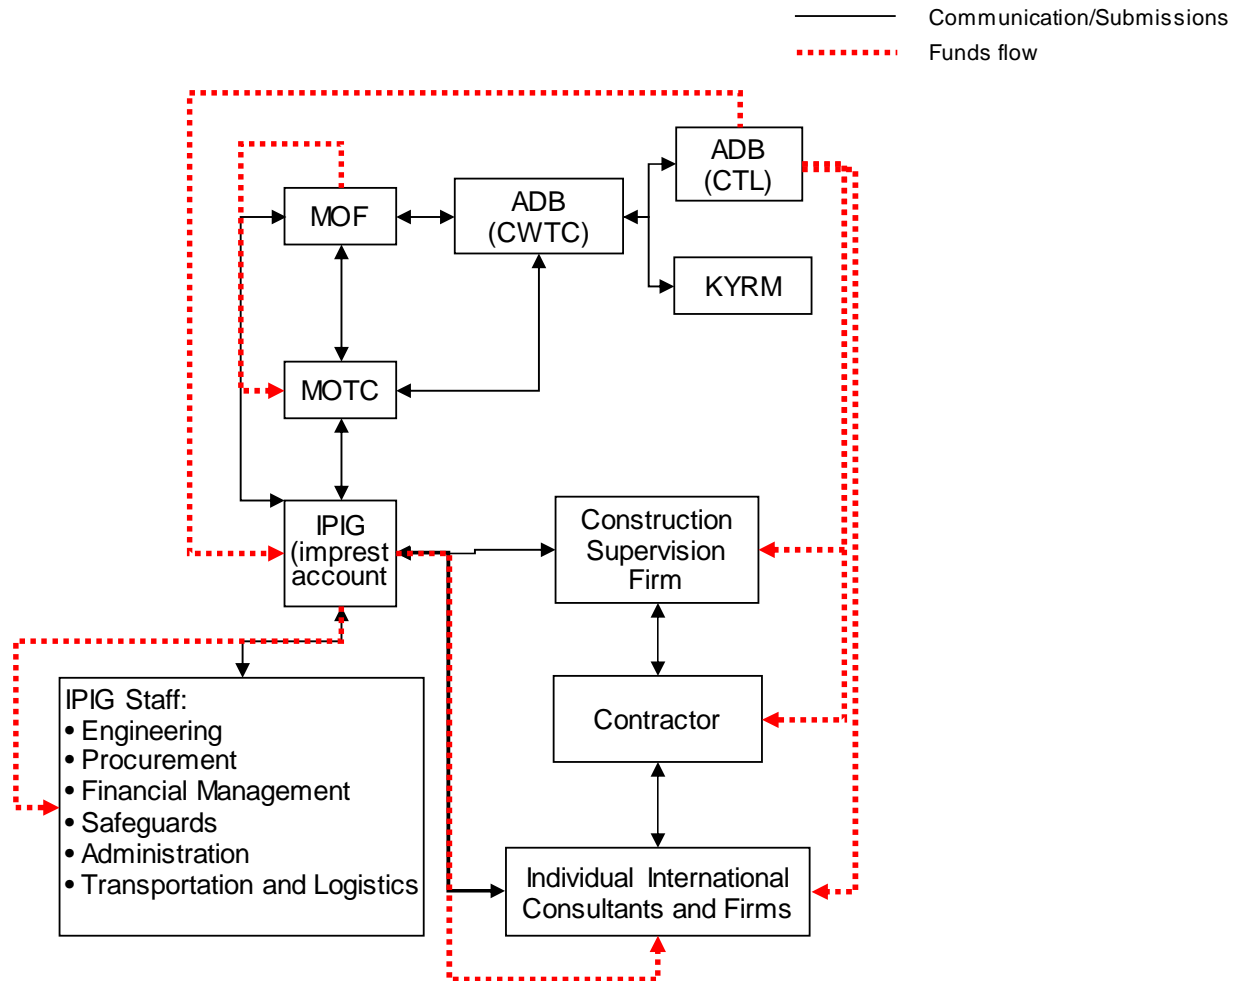 Communication/Submissions
Funds flow
ADB
(CTL)
MOF
ADB
(CWTC)
KYRM
MOTC
IPIG
(imprest
account
Construction
Supervision
Firm
IPIG Staff:
• Engineering
• Procurement
• Financial Management
• Safeguards
• Administration
• Transportation and Logistics
Contractor
Individual International
Consultants and Firms